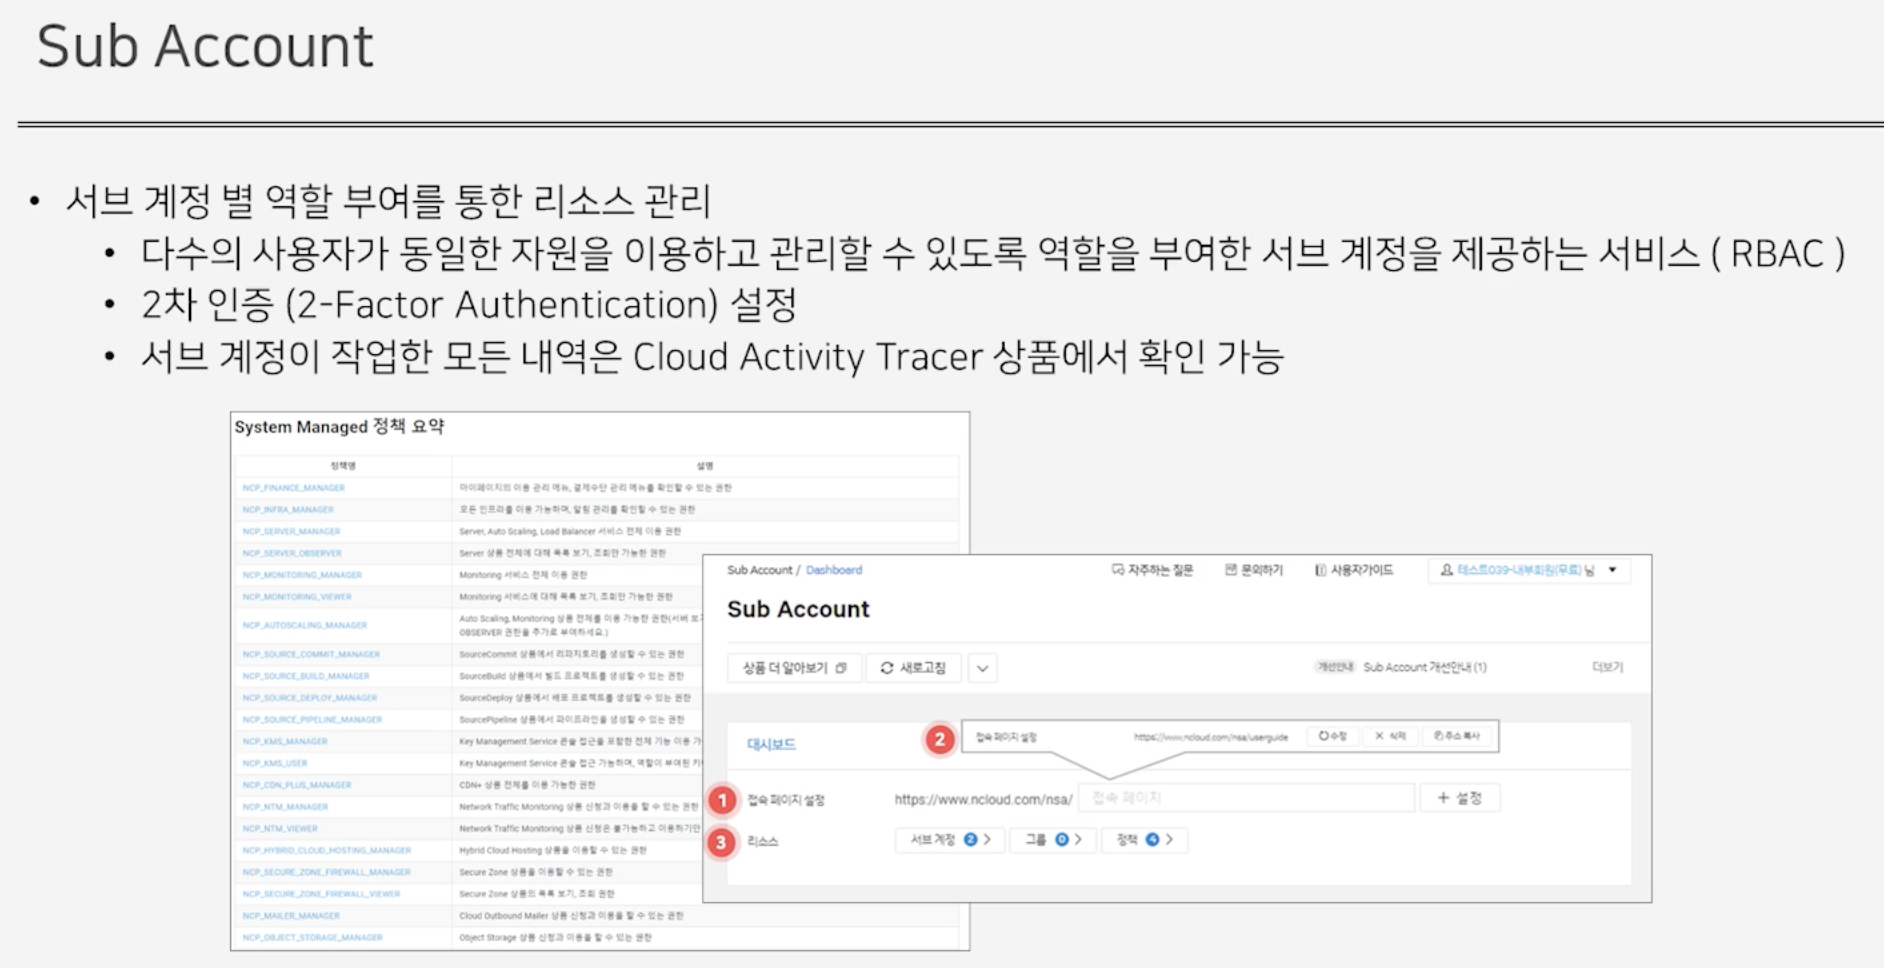 Sub Account
• 서브 계정 별 역할 부여를 통한 리소스 관리
• 다수의 사용자가 동일한 자원을 이용하고 관리할 수 있도록 역할을 부여한 서브 계정을 제공하는 서비스 ( RBAC )
• 2차 인증 (2-Factor Authentication) 설정
• 서브 계정이 작업한 모든 내역은 Cloud Activity Tracer 상품에서 확인 가능
System Managed 정책 요약
정책명 설명
NCP_FINANCE_MANAGER 마이페이지의 이용 관리 메뉴, 결제수단 관리 메뉴를 확인할 수 있는 권한
NCP_INFRA_MANAGER 모든 인프라를 이용 가능하며, 알림 관리를 확인할 수 있는 권한
NCP_SERVER_MANAGER Server, Auto Scaling, Load Balancer 서비스 전체 이용 권한
NCP_SERVER_OBSERVER Server 상품 전체에 대해 목록 보기, 조회만 가능한 권한
NCP_MONITORING_MANAGER Monitoring 서비스 전체 이용 권한
NCP_MONITORING_VIEWER Monitoring 서비스에 대해 목록 보기, 조회만 가능한 권한
NCP_AUTOSCALING_MANAGER Auto Scaling, Monitoring 상품 전체를 이용 가능한 권한(서버 보기
OBSERVER 권한을 추가로 부여하세요.)
NCP_SOURCE_COMMIT_MANAGER SourceCommit 상품에서 리파지토리를 생성할 수 있는 권한
NCP_SOURCE_BUILD_MANAGER SourceBuild 상품에서 빌드 프로젝트를 생성할 수 있는 권한
NCP_SOURCE_DEPLOY_MANAGER SourceDeploy 상품에서 배포 프로젝트를 생성할 수 있는 권한
NCP_SOURCE_PIPELINE_MANAGER SourcePipeline 상품에서 파이프라인을 생성할 수 있는 권한
NCP_KMS_MANAGER Key Management Service 콘솔 접근을 포함한 전체 기능 이용 가
NCP_KMS_USER Key Management Service 콘솔 접근 가능하며, 역할이 부여된 키
NCP_CDN_PLUS_MANAGER CDN+ 상품 전체를 이용 가능한 권한
NCP_NTM_MANAGER Network Traffic Monitoring 상품 신청과 이용을 할 수 있는 권한
NCP_NTM_VIEWER Network Traffic Monitoring 상품 신청은 불가능하고 이용하기만
NCP_HYBRID_CLOUD_HOSTING_MANAGER Hybrid Cloud Hosting 상품을 이용할 수 있는 권한
NCP_SECURE_ZONE_FIREWALL_MANAGER Secure Zone 상품을 이용할 수 있는 권한
NCP_SECURE_ZONE_FIREWALL_VIEWER Secure Zone 상품의 목록 보기, 조회 권한
NCP_MAILER_MANAGER Cloud Outbound Mailer 상품 신청과 이용을 할 수 있는 권한
NCP_OBJECT_STORAGE_MANAGER Object Storage 상품 신청과 이용을 할 수 있는 권한
Sub Account / Dashboard 자주하는 질문 문의하기 사용자가이드 테스트039-내부회원(무료) 님
Sub Account
상품 더 알아보기 새로고침 개선안내 Sub Account 개선안내 (1) 더보기
대시보드 2 접속 페이지 설정 https://www.ncloud.com/nsa/userguide 수정 × 삭제 주소 복사
1 접속 페이지 설정 https://www.ncloud.com/nsa/ 접속 페이지 + 설정
3 리소스 서브 계정 2 > 그룹 0 > 정책 4 >